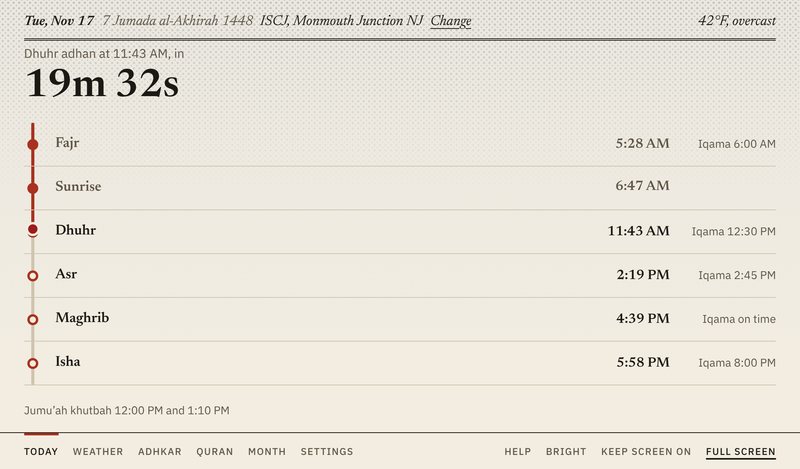 Tue, Nov 17 7 Jumada al-Akhirah 1448 ISCJ, Monmouth Junction NJ Change 42°F, overcast
Dhuhr adhan at 11:43 AM, in
19m 32s
Fajr 5:28 AM Iqama 6:00 AM
Sunrise 6:47 AM
Dhuhr 11:43 AM Iqama 12:30 PM
Asr 2:19 PM Iqama 2:45 PM
Maghrib 4:39 PM Iqama on time
Isha 5:58 PM Iqama 8:00 PM
Jumu’ah khutbah 12:00 PM and 1:10 PM
TODAY WEATHER ADHKAR QURAN MONTH SETTINGS HELP BRIGHT KEEP SCREEN ON FULL SCREEN